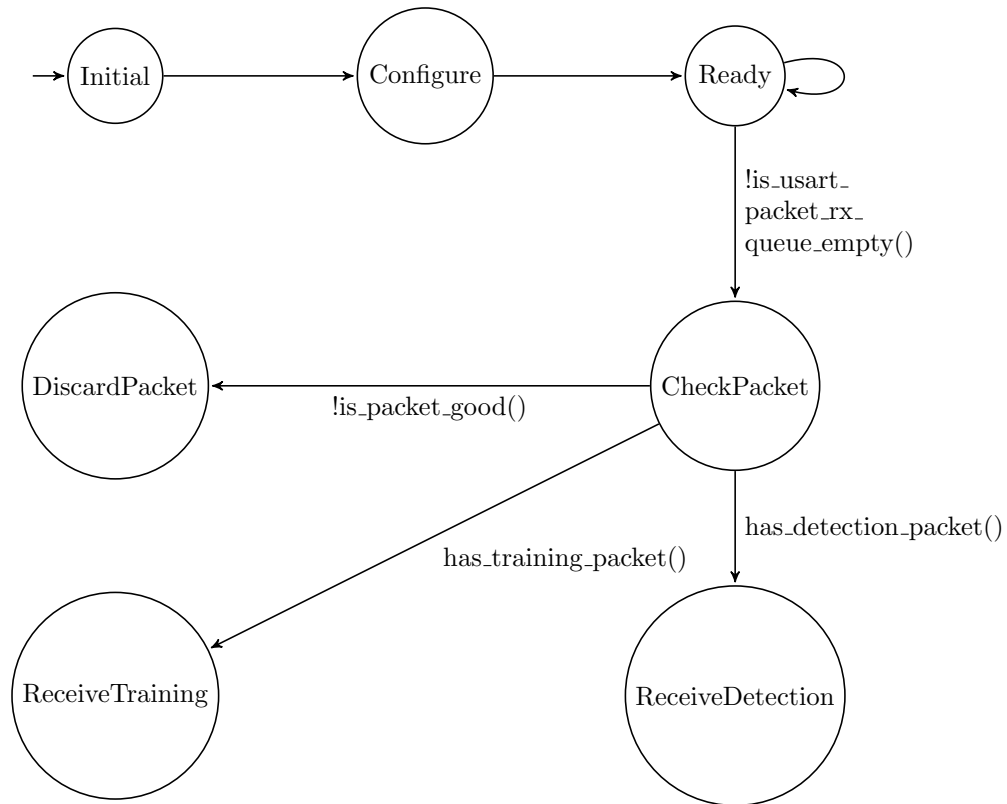 Initial
Configure
Ready
!is_usart_
packet_rx_
queue_empty()
DiscardPacket
CheckPacket
!is_packet_good()
has_detection_packet()
has_training_packet()
ReceiveTraining
ReceiveDetection